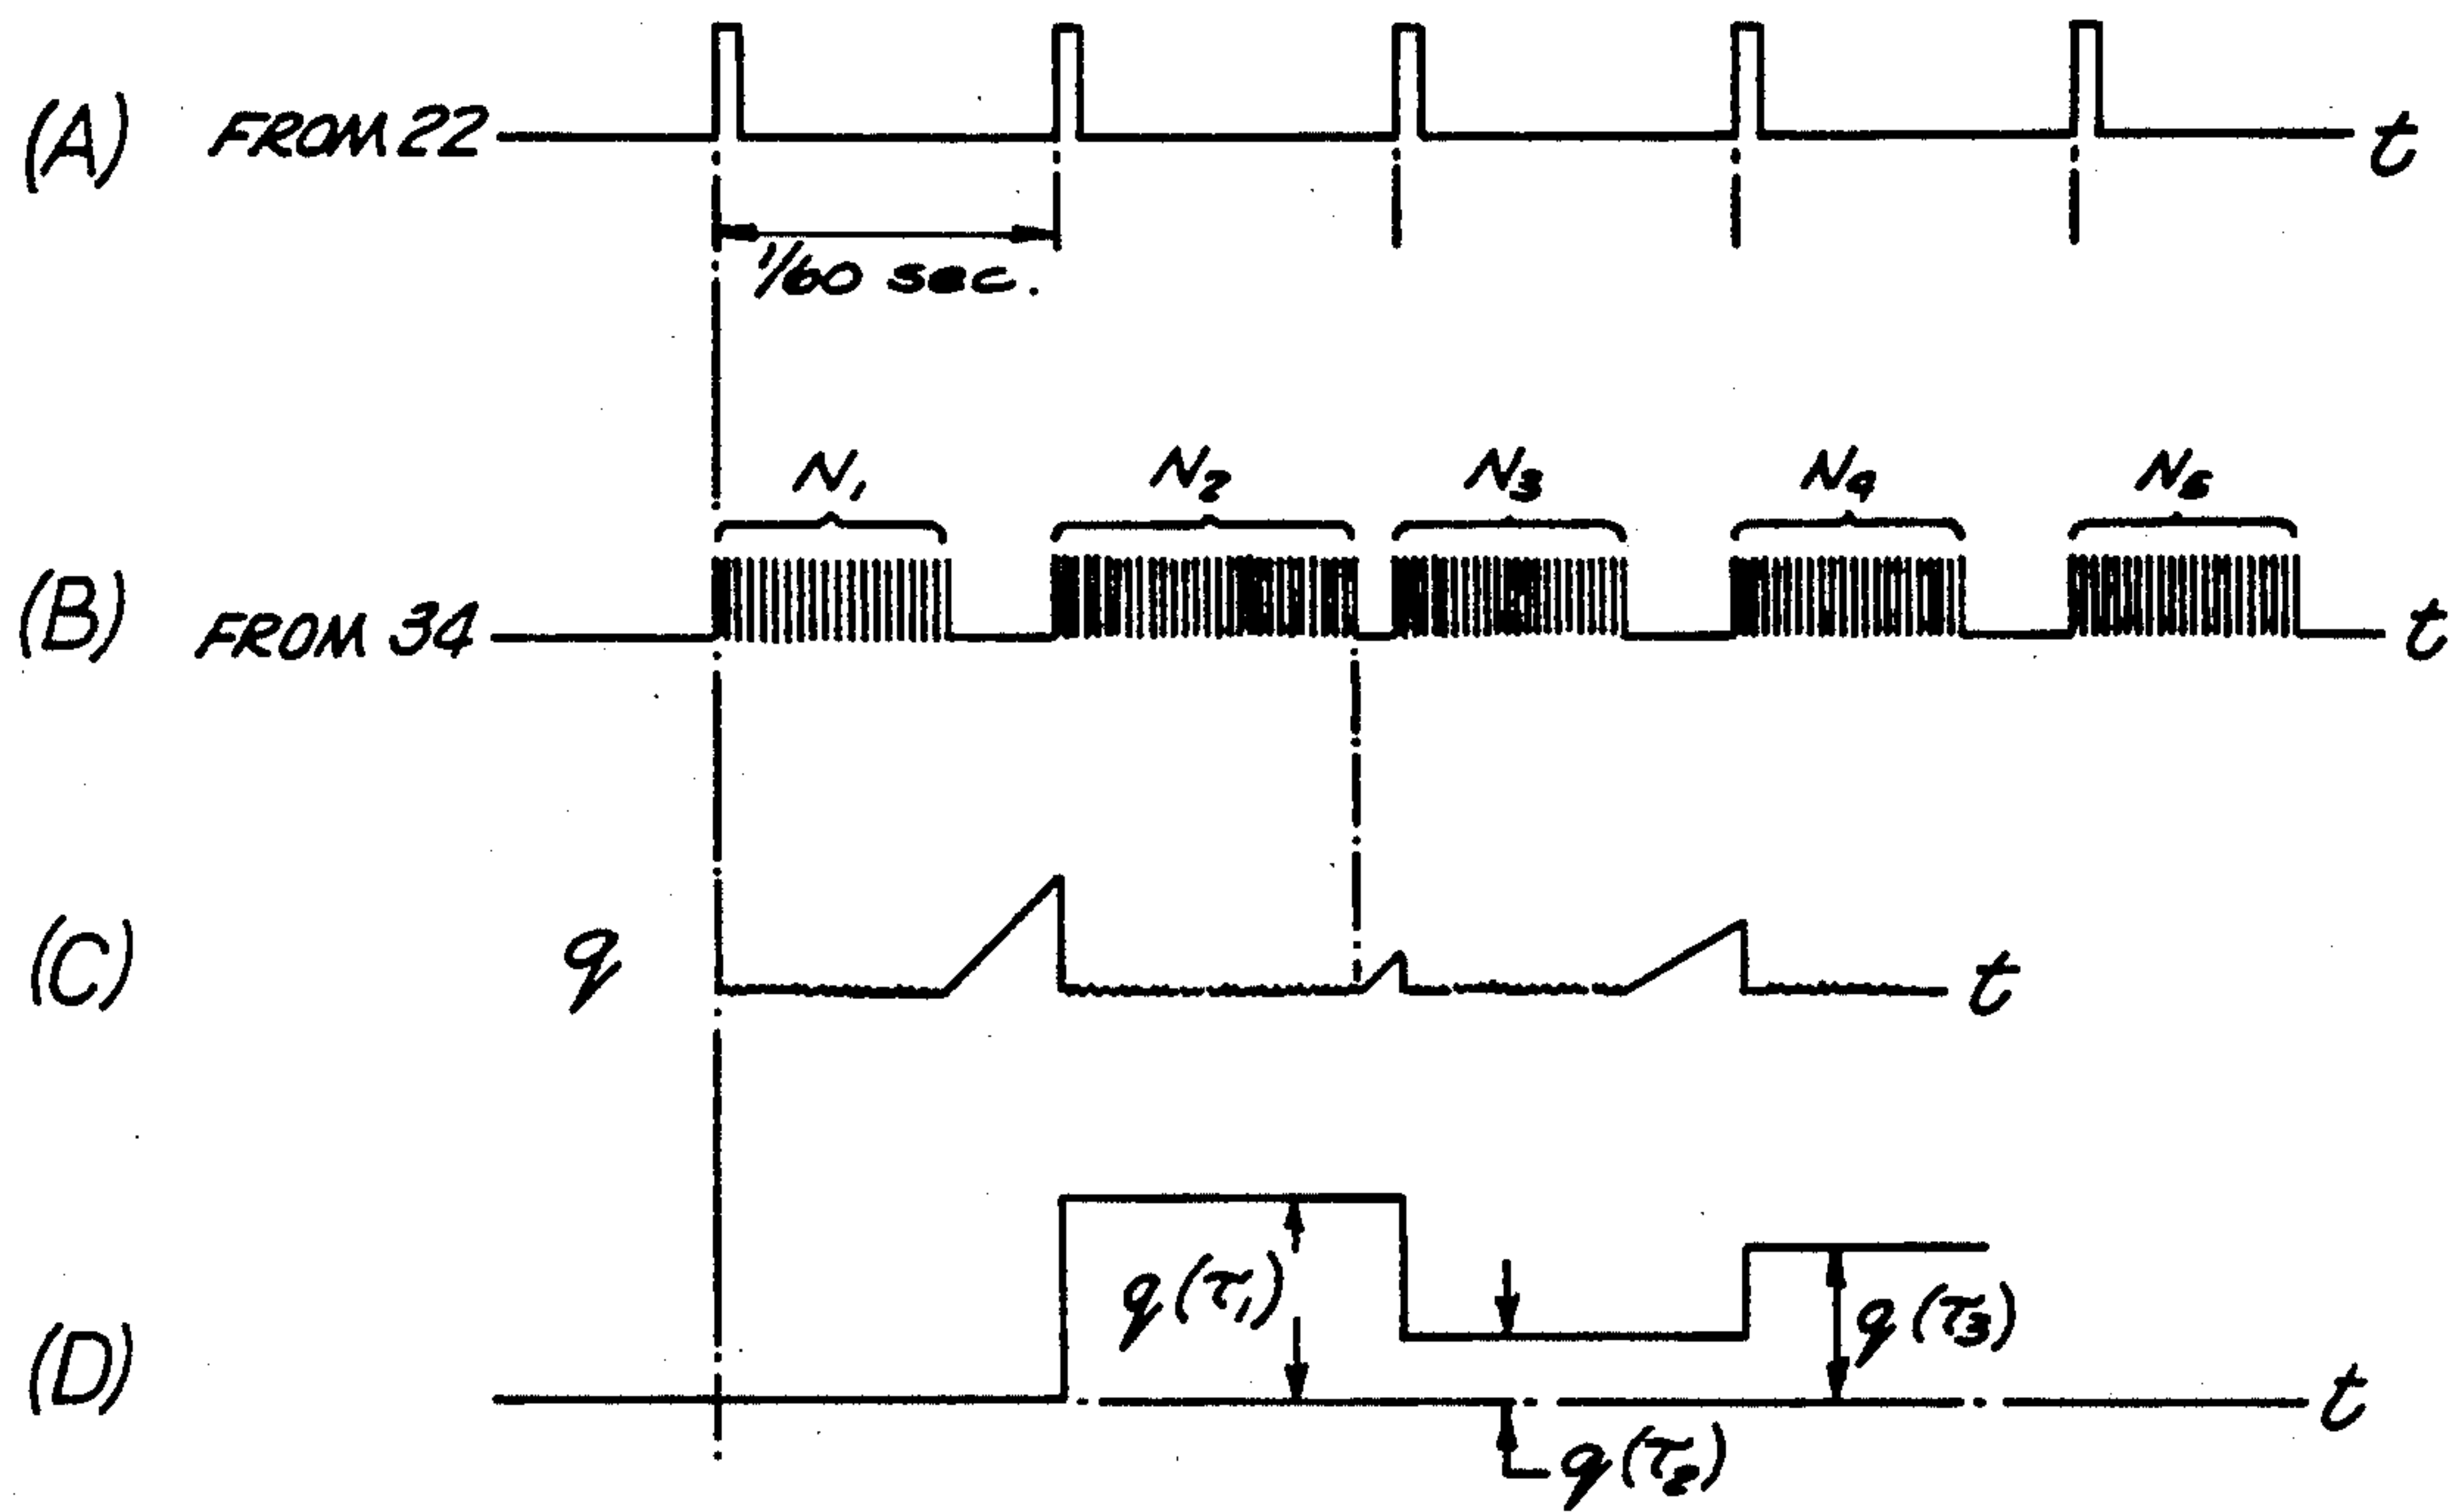 (A) FROM 22 t
1/60 sec.
N1 N2 N3 N4 N5
(B) FROM 34 t
(C) q t
q(τ1) q(τ3)
(D) t
q(τ2)